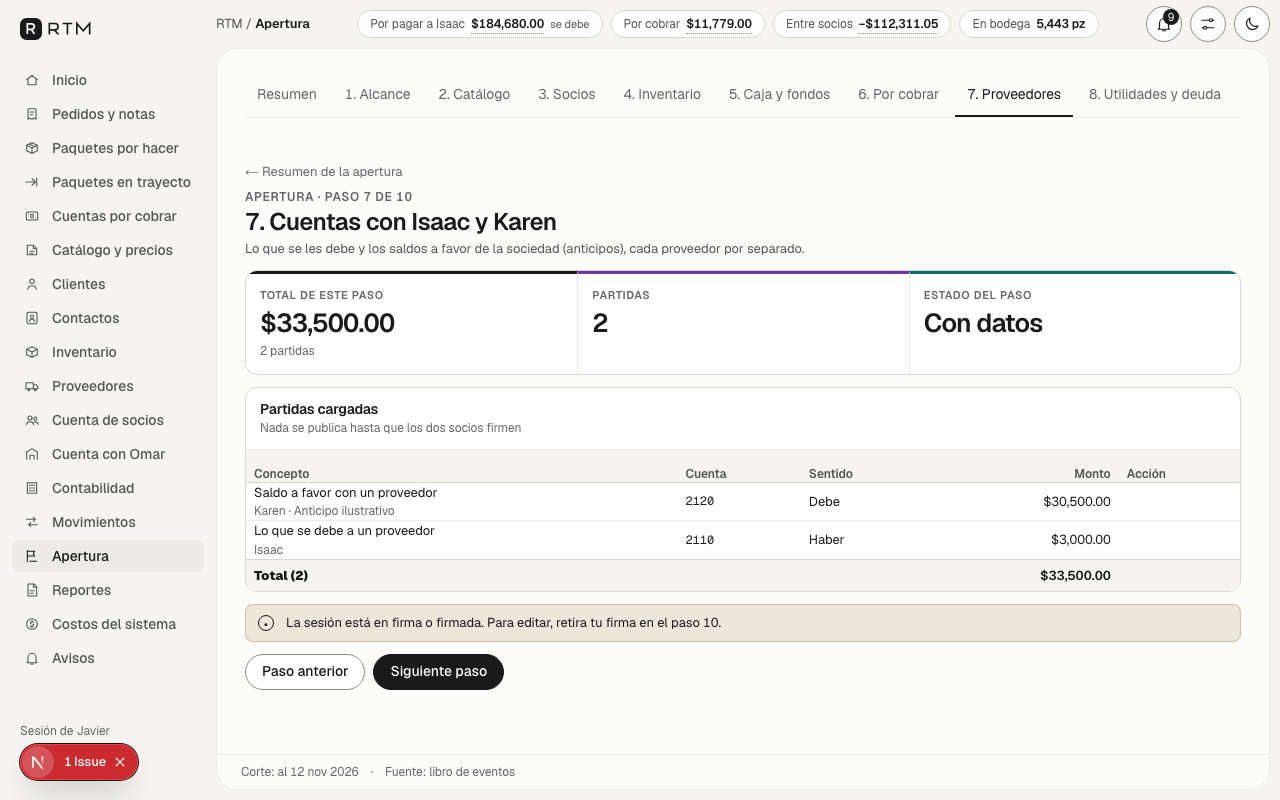 R RTM
RTM / Apertura
Por pagar a Isaac $184,680.00 se debe
Por cobrar $11,779.00
Entre socios −$112,311.05
En bodega 5,443 pz
9
Inicio
Pedidos y notas
Paquetes por hacer
Paquetes en trayecto
Cuentas por cobrar
Catálogo y precios
Clientes
Contactos
Inventario
Proveedores
Cuenta de socios
Cuenta con Omar
Contabilidad
Movimientos
Apertura
Reportes
Costos del sistema
Avisos
Sesión de Javier
N 1 Issue
Resumen
1. Alcance
2. Catálogo
3. Socios
4. Inventario
5. Caja y fondos
6. Por cobrar
7. Proveedores
8. Utilidades y deuda
← Resumen de la apertura
APERTURA · PASO 7 DE 10
7. Cuentas con Isaac y Karen
Lo que se les debe y los saldos a favor de la sociedad (anticipos), cada proveedor por separado.
TOTAL DE ESTE PASO
$33,500.00
2 partidas
PARTIDAS
2
ESTADO DEL PASO
Con datos
Partidas cargadas
Nada se publica hasta que los dos socios firmen
Concepto Cuenta Sentido Monto Acción
Saldo a favor con un proveedor 2120 Debe $30,500.00
Karen · Anticipo ilustrativo
Lo que se debe a un proveedor 2110 Haber $3,000.00
Isaac
Total (2) $33,500.00
La sesión está en firma o firmada. Para editar, retira tu firma en el paso 10.
Paso anterior
Siguiente paso
Corte: al 12 nov 2026 · Fuente: libro de eventos